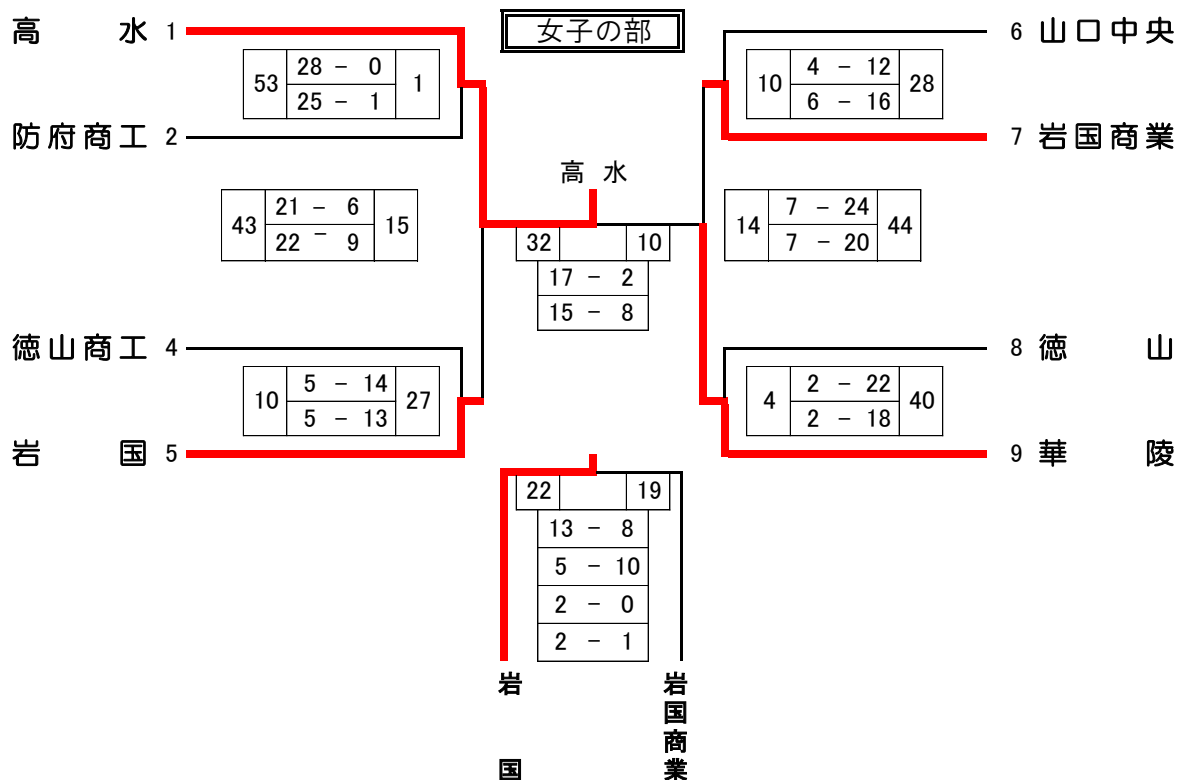 女子の部
高水 1
53 28 - 0 1
25 - 1
防府商工 2
43 21 - 6 15
22 - 9
徳山商工 4
10 5 - 14 27
5 - 13
岩国 5
高水
32 10
17 - 2
15 - 8
6 山口中央
10 4 - 12 28
6 - 16
7 岩国商業
14 7 - 24 44
7 - 20
8 徳山
4 2 - 22 40
2 - 18
9 華陵
22 19
13 - 8
5 - 10
2 - 0
2 - 1
岩国
岩国商業